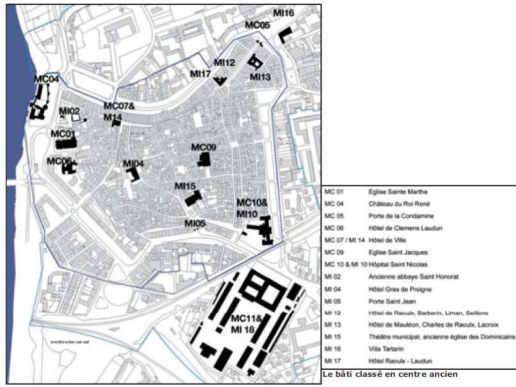 MI16
MC05
MI12
MI17
MI13
MC04
MI02
MC07&
M14
MC01
MC06
MI04
MC09
MI15
MC10&
MI10
MI05
MC11&
MI 18
MC 01 Eglise Sainte Marthe
MC 04 Château du Roi René
MC 05 Porte de la Condamine
MC 06 Hôtel de Clemens Laudun
MC 07 / MI 14 Hôtel de Ville
MC 09 Eglise Saint Jacques
MC 10 & MI 10 Hôpital Saint Nicolas
MI 02 Ancienne abbaye Saint Honorat
MI 04 Hôtel Gras de Preigne
MI 05 Porte Saint Jean
MI 12 Hôtel de Raoulx, Barberin, Liman, Seillons
MI 13 Hôtel de Mauléon, Charles de Raoulx, Lacroix
MI 15 Théâtre municipal, ancienne église des Dominicains
MI 16 Villa Tartarin
MI 17 Hôtel Raoulx - Laudun
Le bâti classé en centre ancien